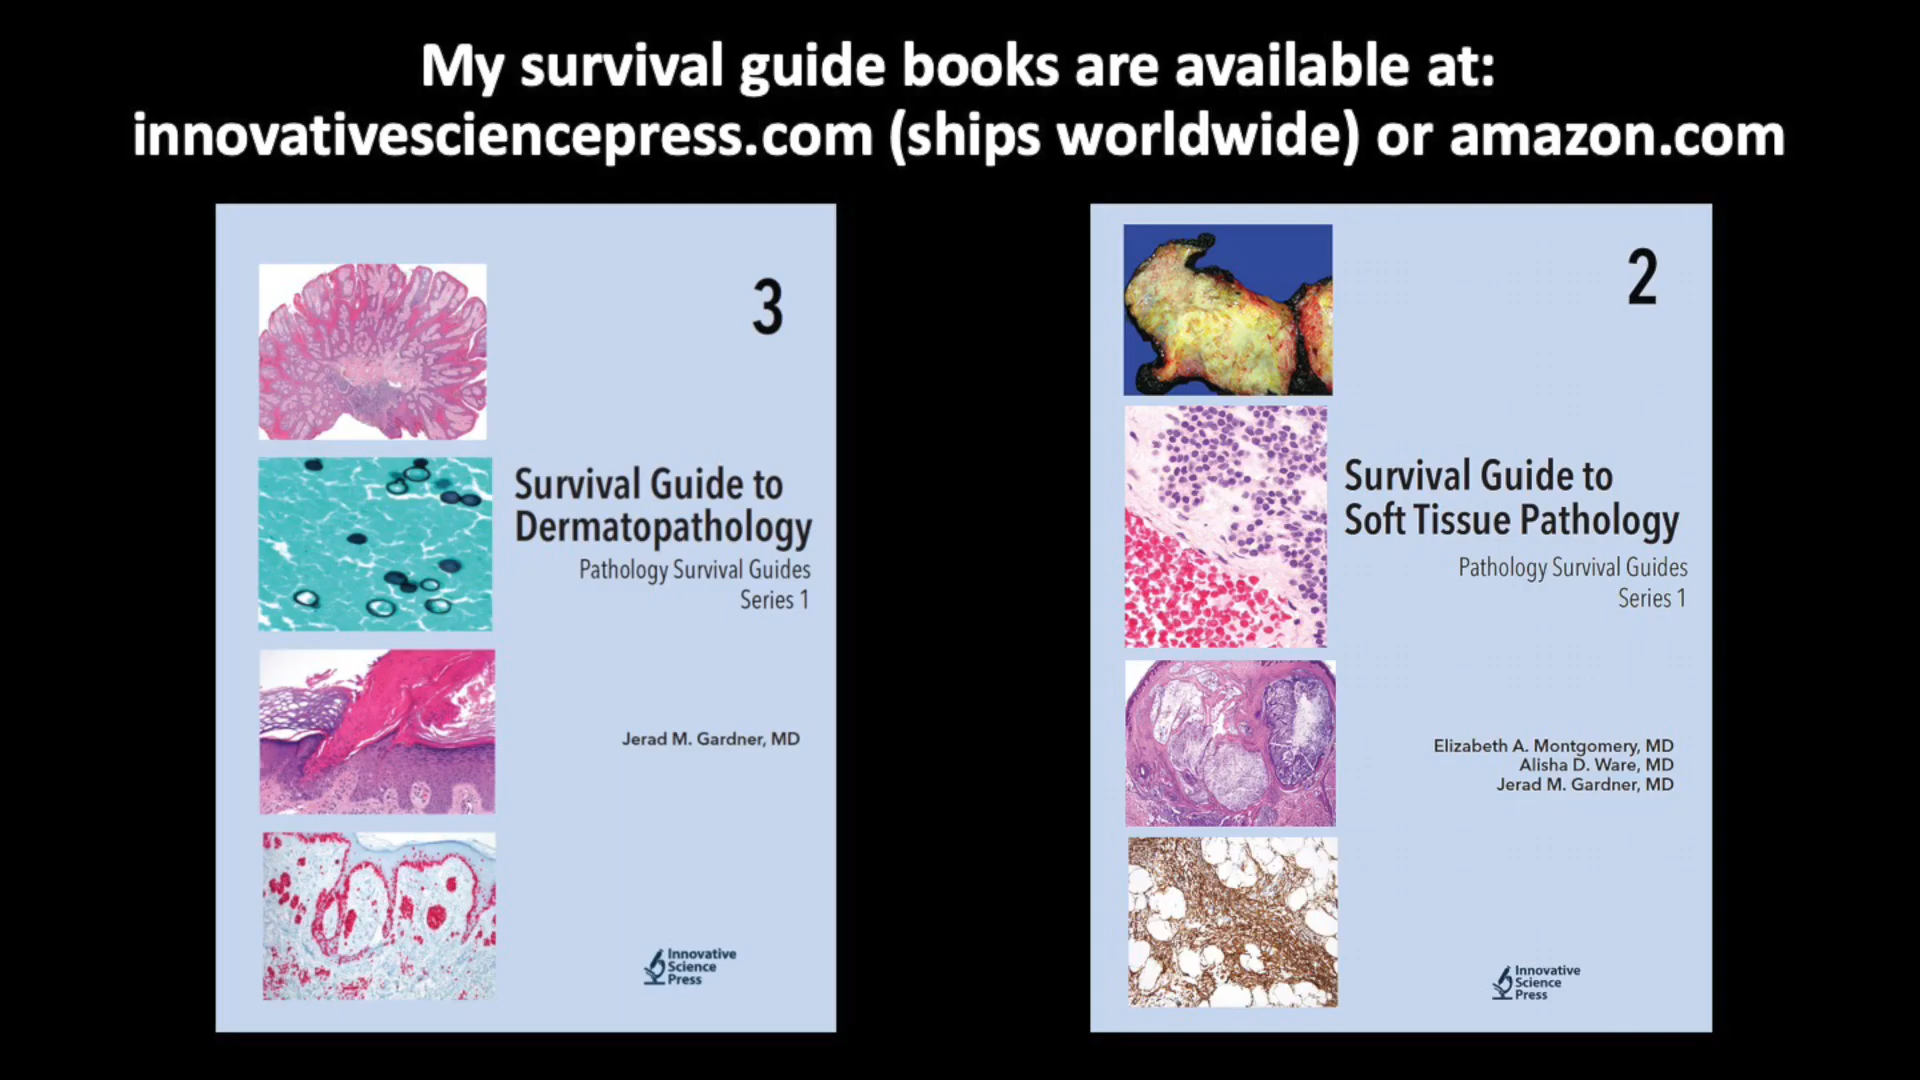 My survival guide books are available at:
innovativesciencepress.com (ships worldwide) or amazon.com
3
Survival Guide to
Dermatopathology
Pathology Survival Guides
Series 1
Jerad M. Gardner, MD
Innovative
Science
Press
2
Survival Guide to
Soft Tissue Pathology
Pathology Survival Guides
Series 1
Elizabeth A. Montgomery, MD
Alisha D. Ware, MD
Jerad M. Gardner, MD
Innovative
Science
Press